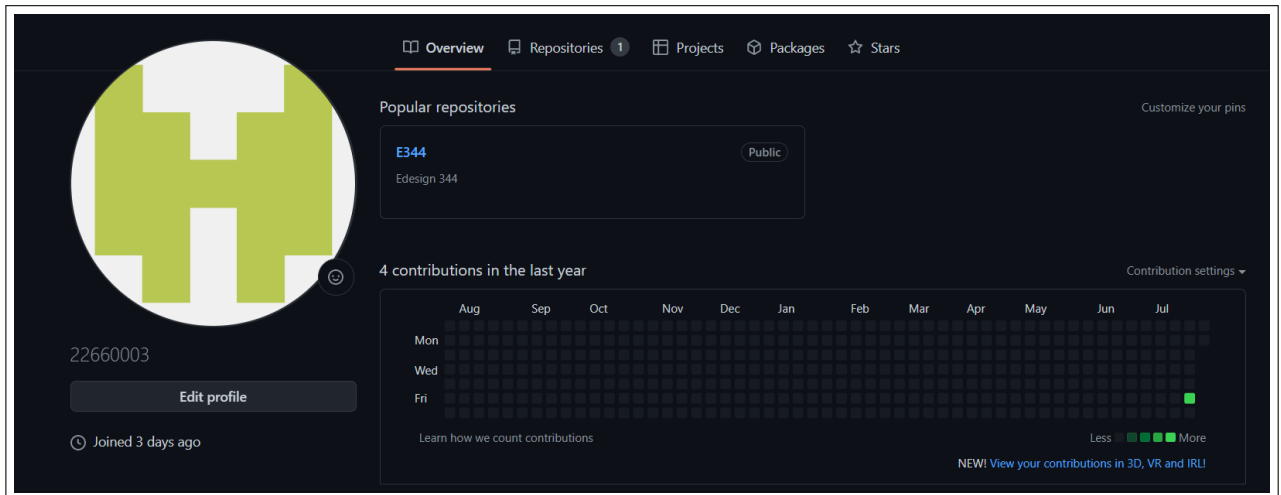 Overview Repositories 1 Projects Packages Stars
Popular repositories Customize your pins
E344 Public
Edesign 344
4 contributions in the last year Contribution settings
Aug Sep Oct Nov Dec Jan Feb Mar Apr May Jun Jul
Mon
Wed
Fri
Learn how we count contributions Less More
NEW! View your contributions in 3D, VR and IRL!
22660003
Edit profile
Joined 3 days ago